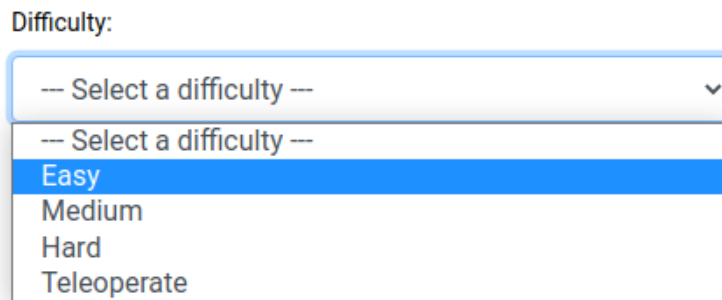 Difficulty:
--- Select a difficulty ---
--- Select a difficulty ---
Easy
Medium
Hard
Teleoperate